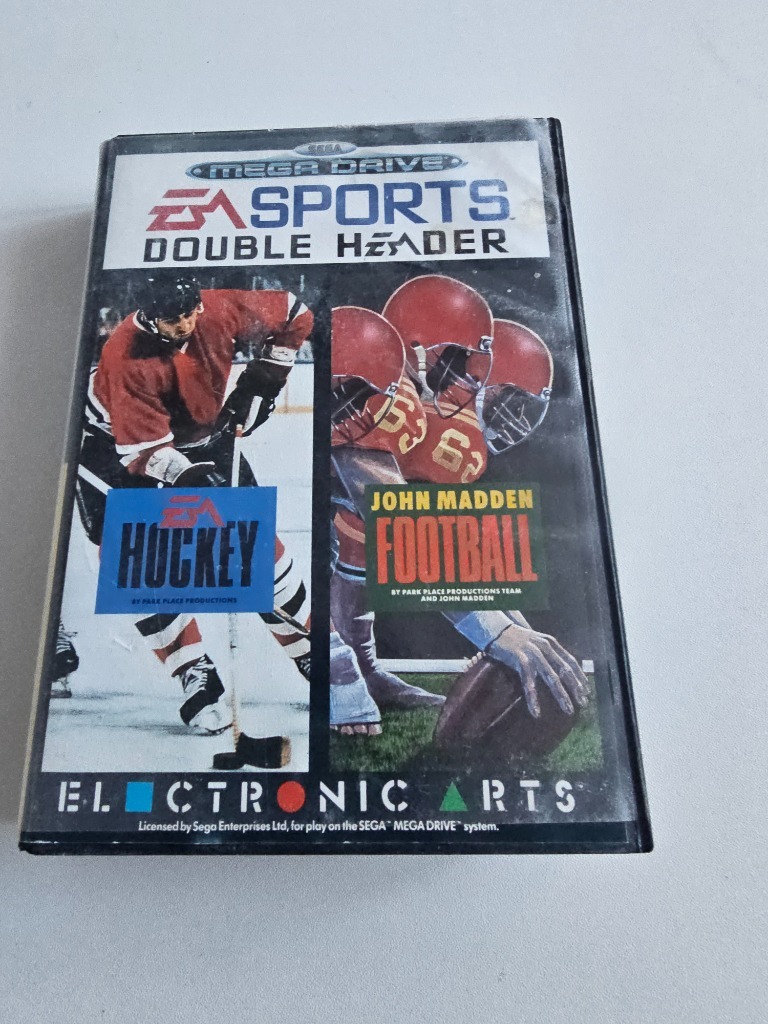 SEGA
MEGA DRIVE
EA SPORTS™
DOUBLE HEADER
63
62
EA
HOCKEY
BY PARK PLACE PRODUCTIONS
JOHN MADDEN
FOOTBALL
BY PARK PLACE PRODUCTIONS TEAM
AND JOHN MADDEN
ELECTRONIC ARTS
Licensed by Sega Enterprises Ltd, for play on the SEGA™ MEGA DRIVE™ system.